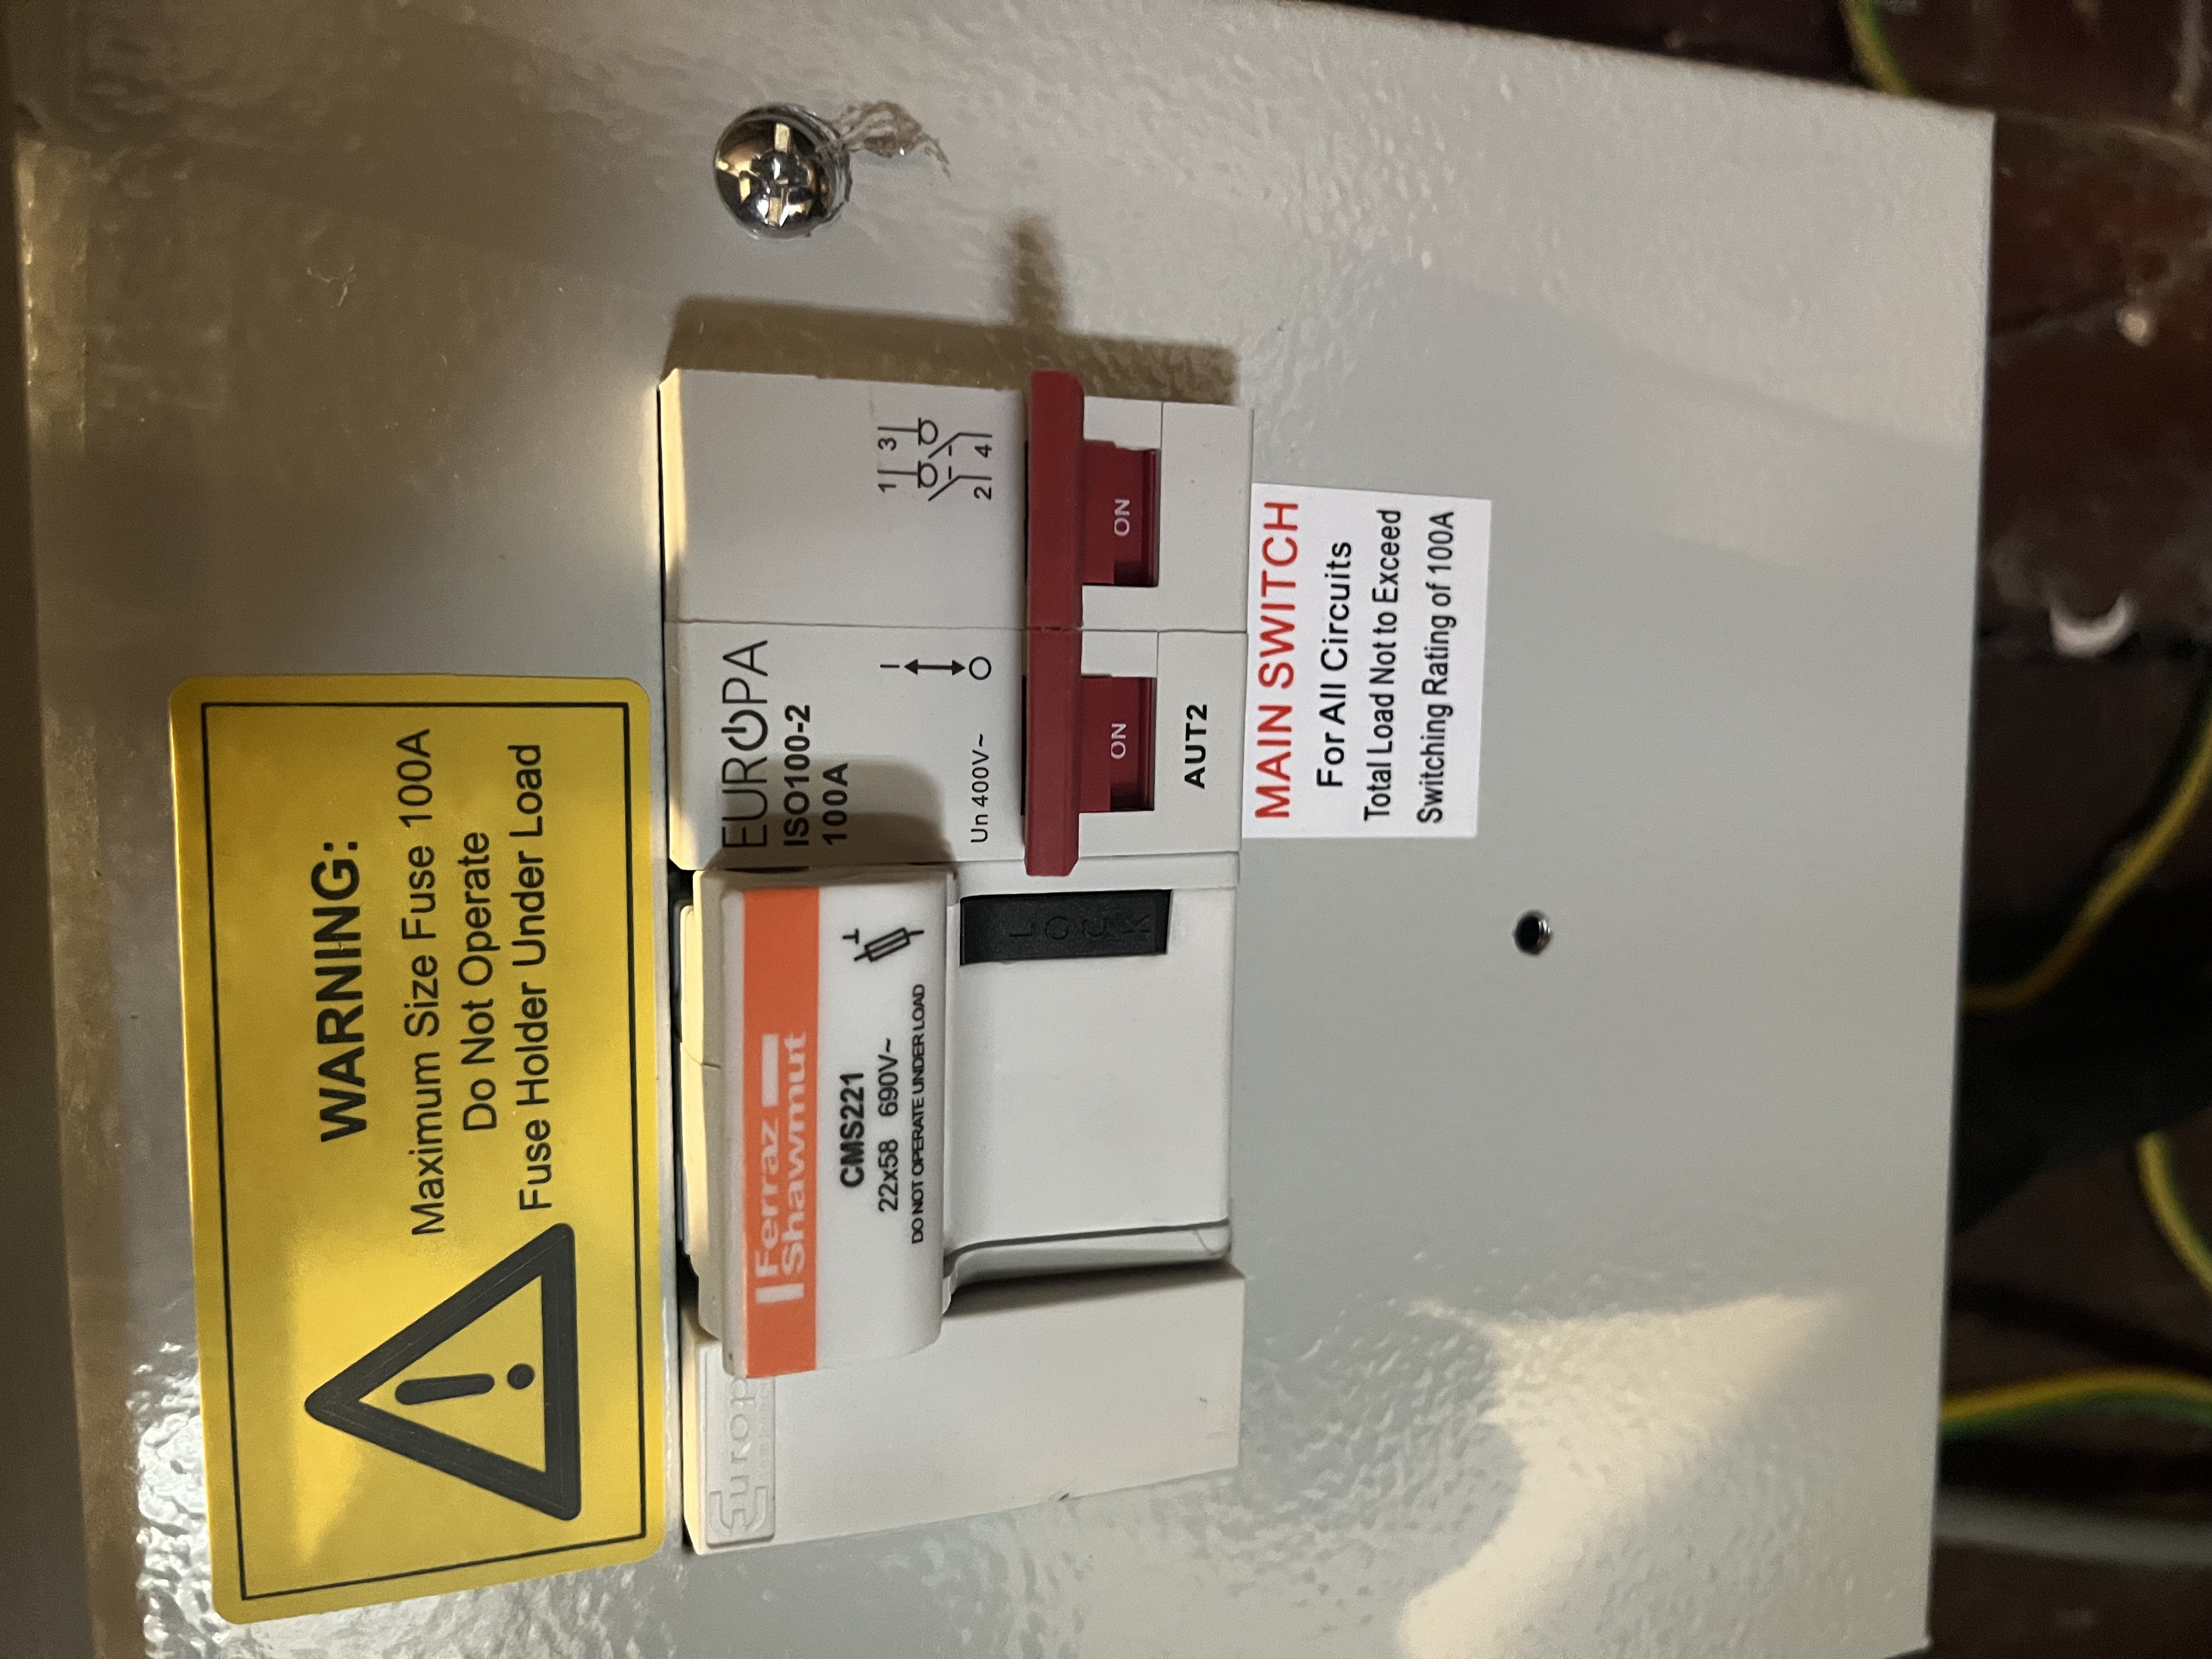 WARNING:
Maximum Size Fuse 100A
Do Not Operate
Fuse Holder Under Load
Europ
Ferraz
Shawmut
CMS221
22x58 690V~
DO NOT OPERATE UNDER LOAD
LOCK
EUROPA
ISO100-2
100A
I
O
Un 400V~
1 3
2 4
ON ON
AUT2
MAIN SWITCH
For All Circuits
Total Load Not to Exceed
Switching Rating of 100A